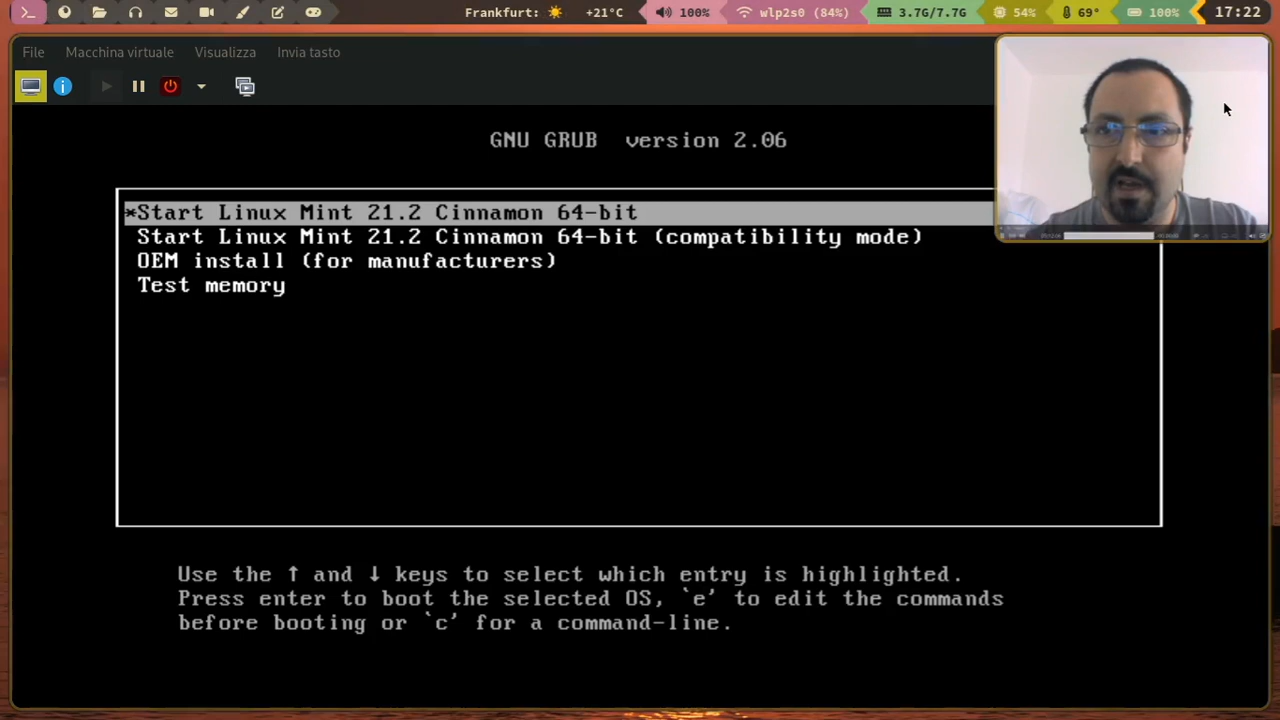 Frankfurt: +21°C 100% wlp2s0 (84%) 3.7G/7.7G 54% 69° 100% 17:22
File Macchina virtuale Visualizza Invia tasto
GNU GRUB version 2.06
*Start Linux Mint 21.2 Cinnamon 64-bit
Start Linux Mint 21.2 Cinnamon 64-bit (compatibility mode)
OEM install (for manufacturers)
Test memory
Use the ↑ and ↓ keys to select which entry is highlighted.
Press enter to boot the selected OS, `e' to edit the commands
before booting or `c' for a command-line.